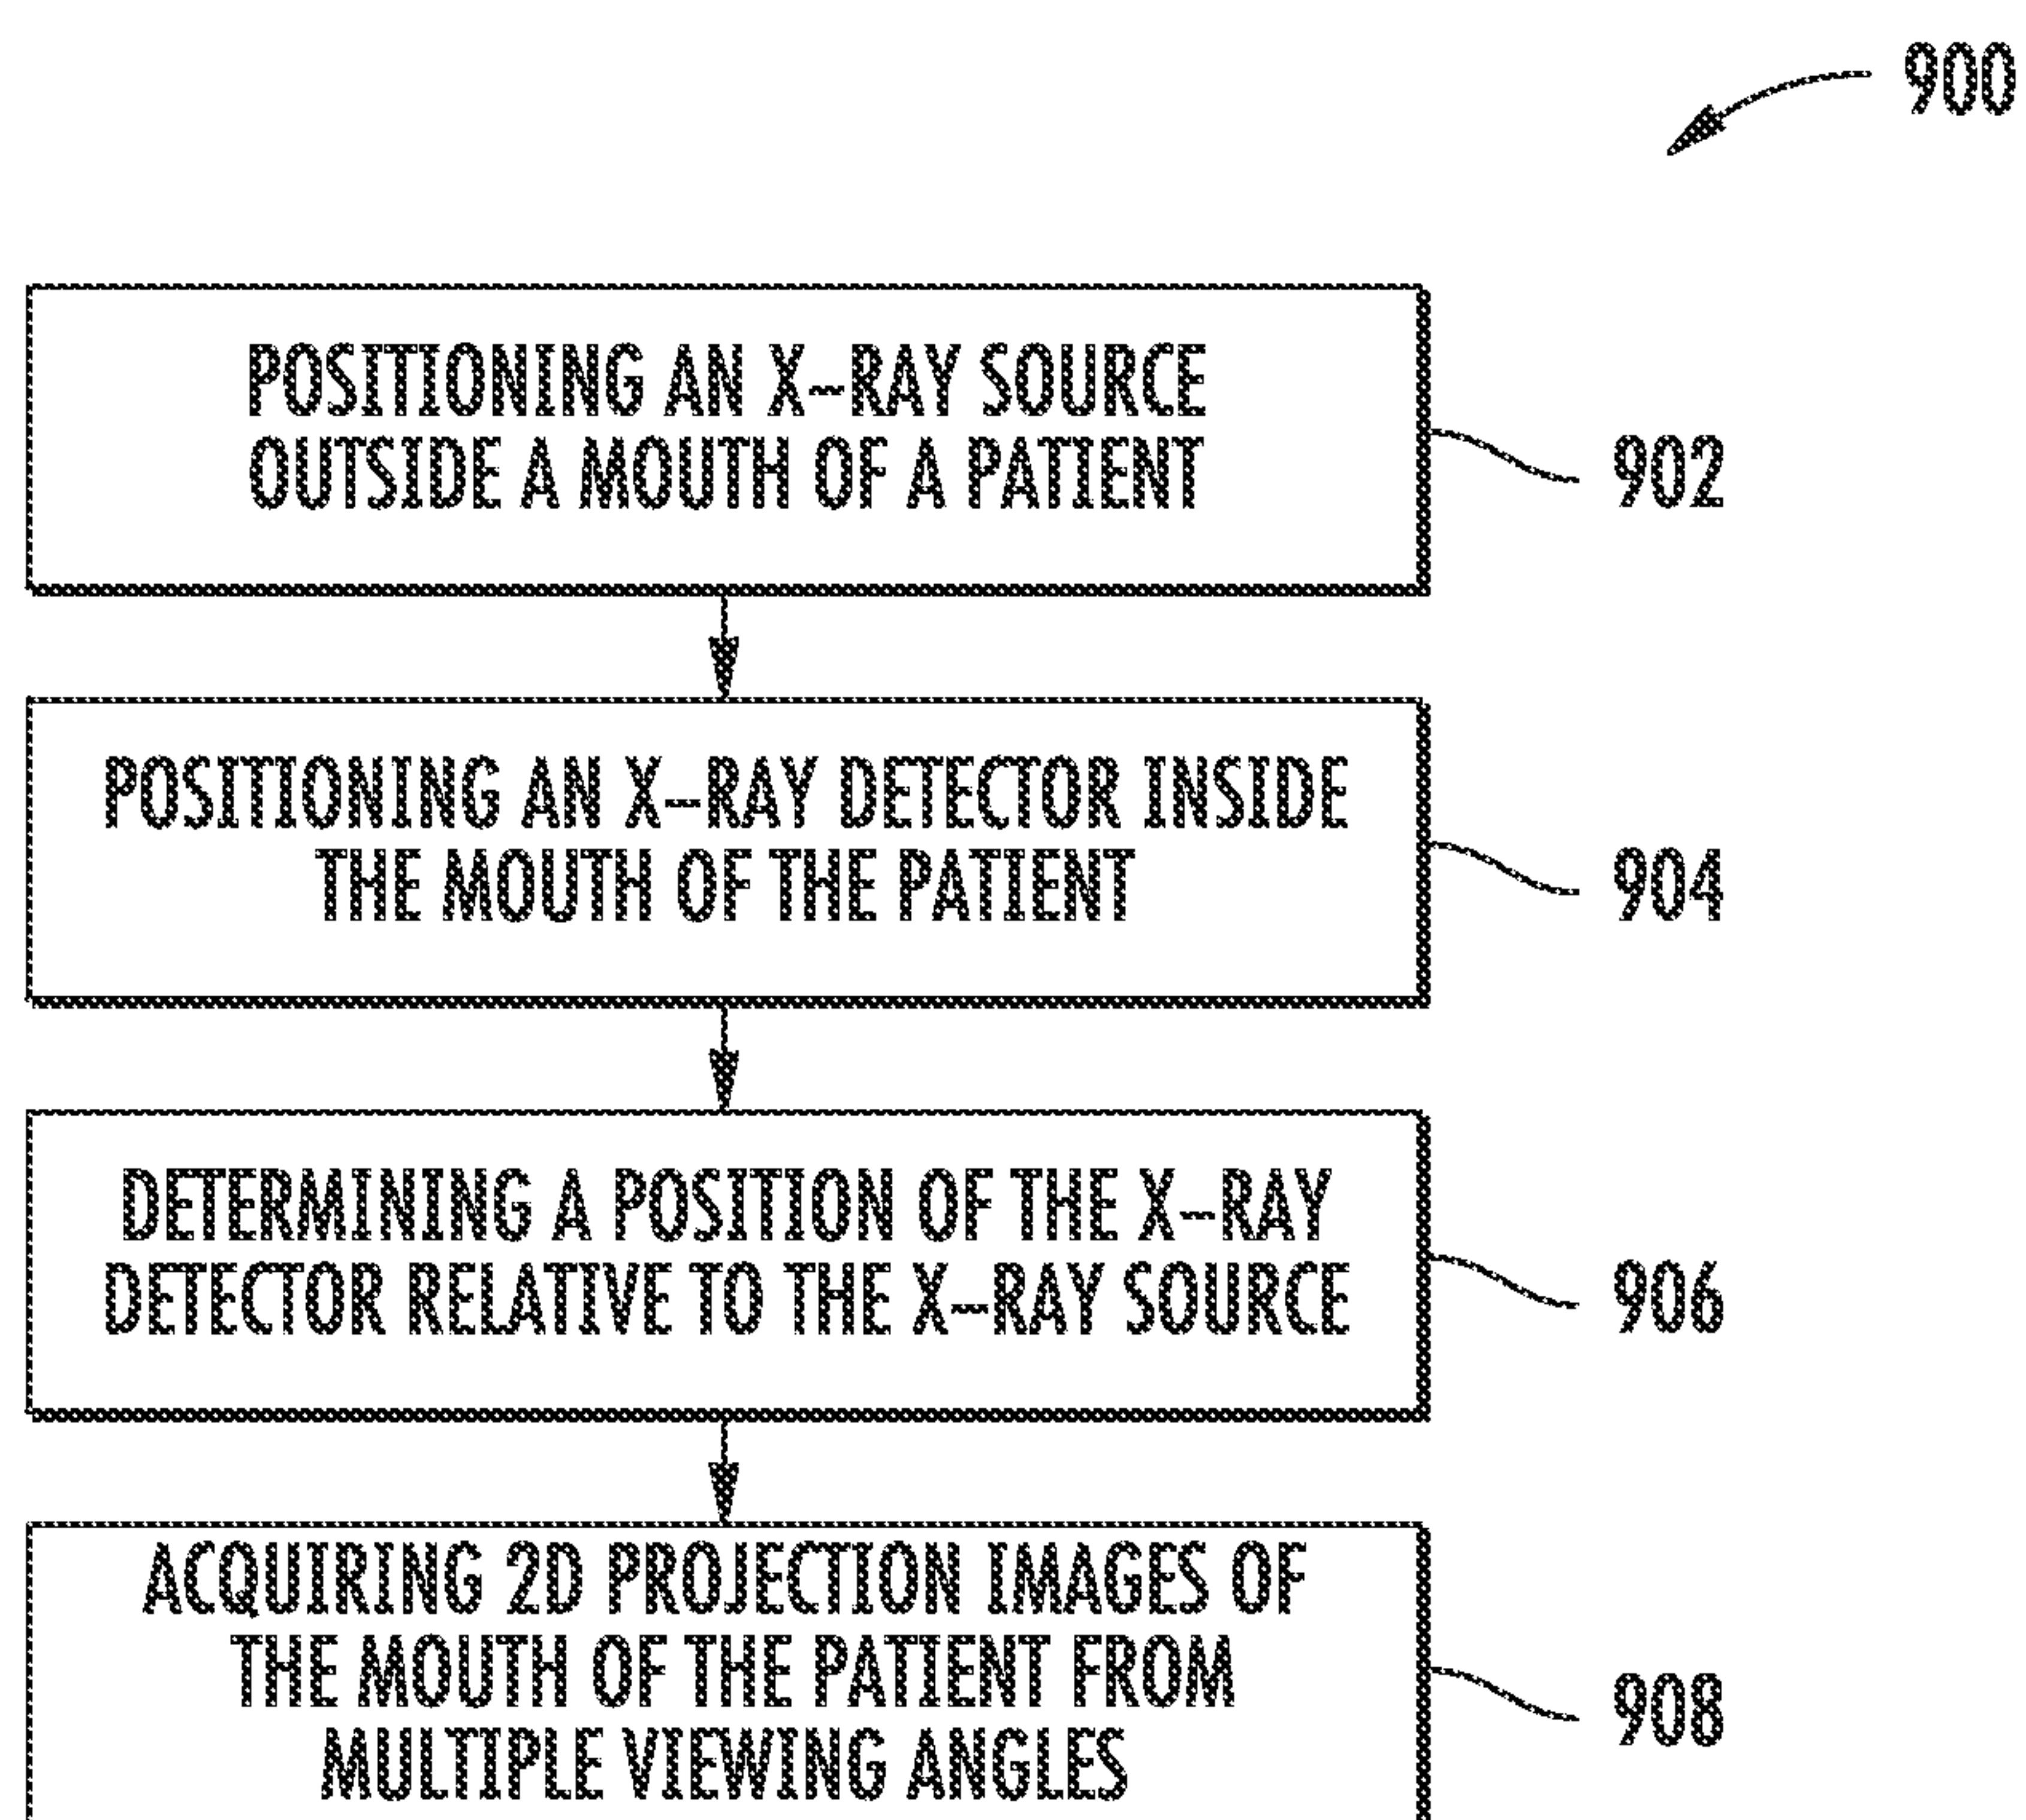 900
POSITIONING AN X-RAY SOURCE
OUTSIDE A MOUTH OF A PATIENT
902
POSITIONING AN X-RAY DETECTOR INSIDE
THE MOUTH OF THE PATIENT
904
DETERMINING A POSITION OF THE X-RAY
DETECTOR RELATIVE TO THE X-RAY SOURCE
906
ACQUIRING 2D PROJECTION IMAGES OF
THE MOUTH OF THE PATIENT FROM
MULTIPLE VIEWING ANGLES
908